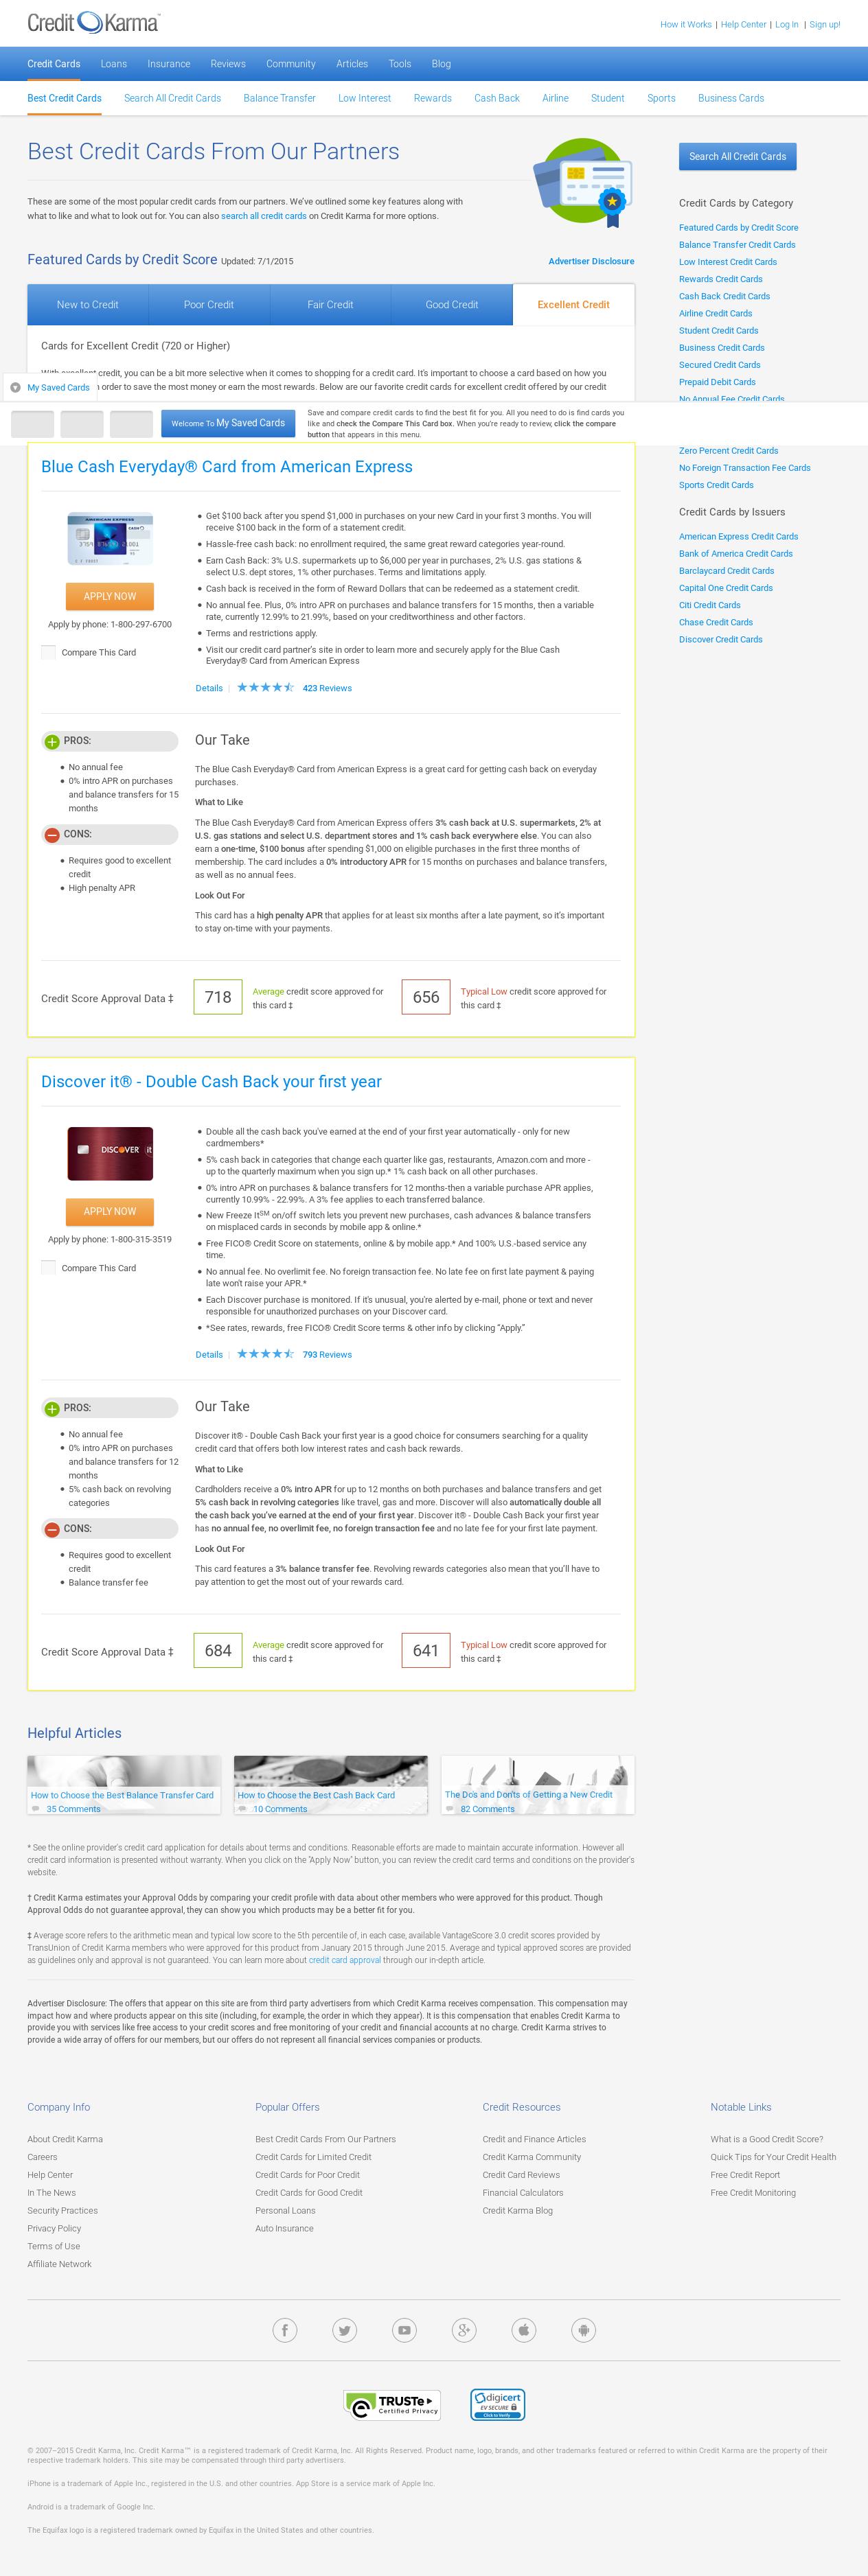 Credit Karma
How it Works | Help Center | Log In | Sign up!
Credit Cards Loans Insurance Reviews Community Articles Tools Blog
Best Credit Cards Search All Credit Cards Balance Transfer Low Interest Rewards Cash Back Airline Student Sports Business Cards
Best Credit Cards From Our Partners
These are some of the most popular credit cards from our partners. We've outlined some key features along with
what to like and what to look out for. You can also search all credit cards on Credit Karma for more options.
Featured Cards by Credit Score Updated: 7/1/2015
Advertiser Disclosure
New to Credit Poor Credit Fair Credit Good Credit Excellent Credit
Cards for Excellent Credit (720 or Higher)
With excellent credit, you can be a bit more selective when it comes to shopping for a credit card. It's important to choose a card based on how you
order to save the most money or earn the most rewards. Below are our favorite credit cards for excellent credit offered by our credit
My Saved Cards
Welcome To My Saved Cards
Save and compare credit cards to find the best fit for you. All you need to do is find cards you
like and check the Compare This Card box. When you're ready to review, click the compare
button that appears in this menu.
Search All Credit Cards
Credit Cards by Category
Featured Cards by Credit Score
Balance Transfer Credit Cards
Low Interest Credit Cards
Rewards Credit Cards
Cash Back Credit Cards
Airline Credit Cards
Student Credit Cards
Business Credit Cards
Secured Credit Cards
Prepaid Debit Cards
No Annual Fee Credit Cards
Zero Percent Credit Cards
No Foreign Transaction Fee Cards
Sports Credit Cards
Credit Cards by Issuers
American Express Credit Cards
Bank of America Credit Cards
Barclaycard Credit Cards
Capital One Credit Cards
Citi Credit Cards
Chase Credit Cards
Discover Credit Cards
Blue Cash Everyday® Card from American Express
AMERICAN EXPRESS
APPLY NOW
Apply by phone: 1-800-297-6700
Compare This Card
Get $100 back after you spend $1,000 in purchases on your new Card in your first 3 months. You will
receive $100 back in the form of a statement credit.
Hassle-free cash back: no enrollment required, the same great reward categories year-round.
Earn Cash Back: 3% U.S. supermarkets up to $6,000 per year in purchases, 2% U.S. gas stations &
select U.S. dept stores, 1% other purchases. Terms and limitations apply.
Cash back is received in the form of Reward Dollars that can be redeemed as a statement credit.
No annual fee. Plus, 0% intro APR on purchases and balance transfers for 15 months, then a variable
rate, currently 12.99% to 21.99%, based on your creditworthiness and other factors.
Terms and restrictions apply.
Visit our credit card partner's site in order to learn more and securely apply for the Blue Cash
Everyday® Card from American Express
Details | 423 Reviews
PROS:
No annual fee
0% intro APR on purchases
and balance transfers for 15
months
CONS:
Requires good to excellent
credit
High penalty APR
Our Take
The Blue Cash Everyday® Card from American Express is a great card for getting cash back on everyday
purchases.
What to Like
The Blue Cash Everyday® Card from American Express offers 3% cash back at U.S. supermarkets, 2% at
U.S. gas stations and select U.S. department stores and 1% cash back everywhere else. You can also
earn a one-time, $100 bonus after spending $1,000 on eligible purchases in the first three months of
membership. The card includes a 0% introductory APR for 15 months on purchases and balance transfers,
as well as no annual fees.
Look Out For
This card has a high penalty APR that applies for at least six months after a late payment, so it's important
to stay on-time with your payments.
Credit Score Approval Data ‡
718
Average credit score approved for
this card ‡
656
Typical Low credit score approved for
this card ‡
Discover it® - Double Cash Back your first year
DISCOVER it
APPLY NOW
Apply by phone: 1-800-315-3519
Compare This Card
Double all the cash back you've earned at the end of your first year automatically - only for new
cardmembers*
5% cash back in categories that change each quarter like gas, restaurants, Amazon.com and more -
up to the quarterly maximum when you sign up.* 1% cash back on all other purchases.
0% intro APR on purchases & balance transfers for 12 months-then a variable purchase APR applies,
currently 10.99% - 22.99%. A 3% fee applies to each transferred balance.
New Freeze It℠ on/off switch lets you prevent new purchases, cash advances & balance transfers
on misplaced cards in seconds by mobile app & online.*
Free FICO® Credit Score on statements, online & by mobile app.* And 100% U.S.-based service any
time.
No annual fee. No overlimit fee. No foreign transaction fee. No late fee on first late payment & paying
late won't raise your APR.*
Each Discover purchase is monitored. If it's unusual, you're alerted by e-mail, phone or text and never
responsible for unauthorized purchases on your Discover card.
*See rates, rewards, free FICO® Credit Score terms & other info by clicking "Apply."
Details | 793 Reviews
PROS:
No annual fee
0% intro APR on purchases
and balance transfers for 12
months
5% cash back on revolving
categories
CONS:
Requires good to excellent
credit
Balance transfer fee
Our Take
Discover it® - Double Cash Back your first year is a good choice for consumers searching for a quality
credit card that offers both low interest rates and cash back rewards.
What to Like
Cardholders receive a 0% intro APR for up to 12 months on both purchases and balance transfers and get
5% cash back in revolving categories like travel, gas and more. Discover will also automatically double all
the cash back you've earned at the end of your first year. Discover it® - Double Cash Back your first year
has no annual fee, no overlimit fee, no foreign transaction fee and no late fee for your first late payment.
Look Out For
This card features a 3% balance transfer fee. Revolving rewards categories also mean that you'll have to
pay attention to get the most out of your rewards card.
Credit Score Approval Data ‡
684
Average credit score approved for
this card ‡
641
Typical Low credit score approved for
this card ‡
Helpful Articles
How to Choose the Best Balance Transfer Card
35 Comments
How to Choose the Best Cash Back Card
10 Comments
The Dos and Don'ts of Getting a New Credit
82 Comments
* See the online provider's credit card application for details about terms and conditions. Reasonable efforts are made to maintain accurate information. However all
credit card information is presented without warranty. When you click on the "Apply Now" button, you can review the credit card terms and conditions on the provider's
website.
† Credit Karma estimates your Approval Odds by comparing your credit profile with data about other members who were approved for this product. Though
Approval Odds do not guarantee approval, they can show you which products may be a better fit for you.
‡ Average score refers to the arithmetic mean and typical low score to the 5th percentile of, in each case, available VantageScore 3.0 credit scores provided by
TransUnion of Credit Karma members who were approved for this product from January 2015 through June 2015. Average and typical approved scores are provided
as guidelines only and approval is not guaranteed. You can learn more about credit card approval through our in-depth article.
Advertiser Disclosure: The offers that appear on this site are from third party advertisers from which Credit Karma receives compensation. This compensation may
impact how and where products appear on this site (including, for example, the order in which they appear). It is this compensation that enables Credit Karma to
provide you with services like free access to your credit scores and free monitoring of your credit and financial accounts at no charge. Credit Karma strives to
provide a wide array of offers for our members, but our offers do not represent all financial services companies or products.
Company Info
About Credit Karma
Careers
Help Center
In The News
Security Practices
Privacy Policy
Terms of Use
Affiliate Network
Popular Offers
Best Credit Cards From Our Partners
Credit Cards for Limited Credit
Credit Cards for Poor Credit
Credit Cards for Good Credit
Personal Loans
Auto Insurance
Credit Resources
Credit and Finance Articles
Credit Karma Community
Credit Card Reviews
Financial Calculators
Credit Karma Blog
Notable Links
What is a Good Credit Score?
Quick Tips for Your Credit Health
Free Credit Report
Free Credit Monitoring
TRUSTe
Certified Privacy
digicert
EV SECURE
Click to Verify
© 2007–2015 Credit Karma, Inc. Credit Karma™ is a registered trademark of Credit Karma, Inc. All Rights Reserved. Product name, logo, brands, and other trademarks featured or referred to within Credit Karma are the property of their
respective trademark holders. This site may be compensated through third party advertisers.
iPhone is a trademark of Apple Inc., registered in the U.S. and other countries. App Store is a service mark of Apple Inc.
Android is a trademark of Google Inc.
The Equifax logo is a registered trademark owned by Equifax in the United States and other countries.